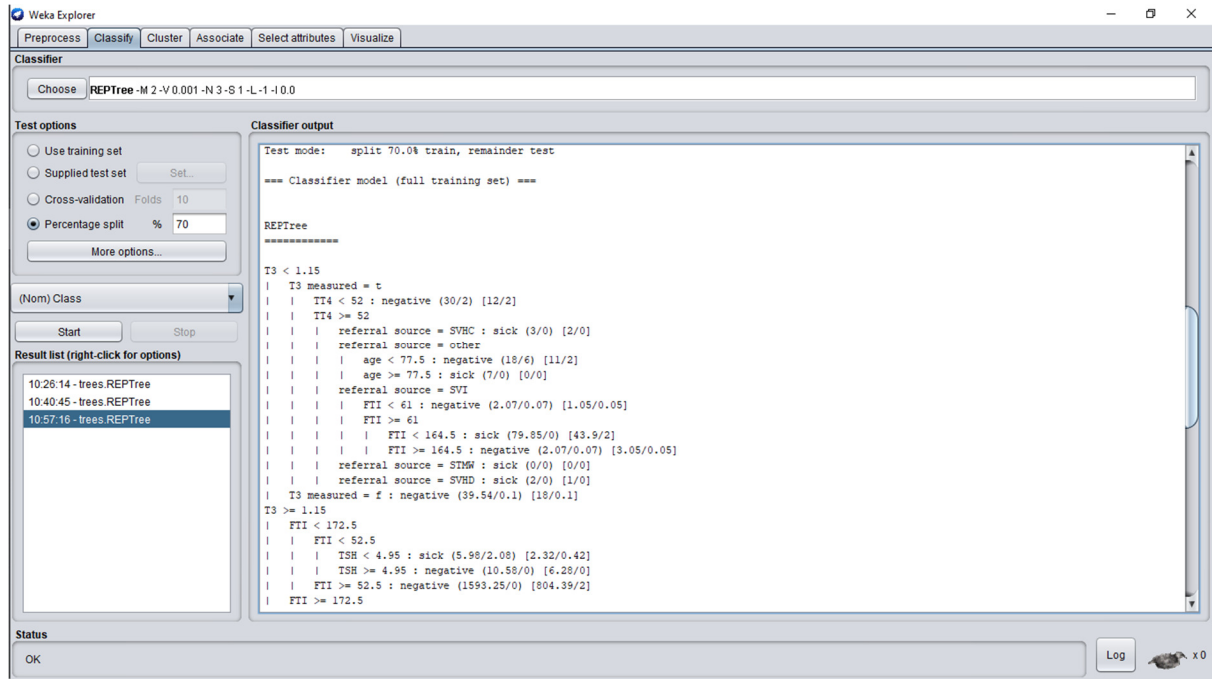 Weka Explorer
Preprocess Classify Cluster Associate Select attributes Visualize
Classifier
Choose REPTree -M 2 -V 0.001 -N 3 -S 1 -L -1 -I 0.0
Test options
Use training set
Supplied test set Set...
Cross-validation Folds 10
Percentage split % 70
More options...
(Nom) Class
Start Stop
Result list (right-click for options)
10:26:14 - trees.REPTree
10:40:45 - trees.REPTree
10:57:16 - trees.REPTree
Classifier output
Test mode:    split 70.0% train, remainder test
=== Classifier model (full training set) ===
REPTree
============
T3 < 1.15
|   T3 measured = t
|   |   TT4 < 52 : negative (30/2) [12/2]
|   |   TT4 >= 52
|   |   |   referral source = SVHC : sick (3/0) [2/0]
|   |   |   referral source = other
|   |   |   |   age < 77.5 : negative (18/6) [11/2]
|   |   |   |   age >= 77.5 : sick (7/0) [0/0]
|   |   |   referral source = SVI
|   |   |   |   FTI < 61 : negative (2.07/0.07) [1.05/0.05]
|   |   |   |   FTI >= 61
|   |   |   |   |   FTI < 164.5 : sick (79.85/0) [43.9/2]
|   |   |   |   |   FTI >= 164.5 : negative (2.07/0.07) [3.05/0.05]
|   |   |   referral source = STMW : sick (0/0) [0/0]
|   |   |   referral source = SVHD : sick (2/0) [1/0]
|   T3 measured = f : negative (39.54/0.1) [18/0.1]
T3 >= 1.15
|   FTI < 172.5
|   |   FTI < 52.5
|   |   |   TSH < 4.95 : sick (5.98/2.08) [2.32/0.42]
|   |   |   TSH >= 4.95 : negative (10.58/0) [6.28/0]
|   |   FTI >= 52.5 : negative (1593.25/0) [804.39/2]
|   FTI >= 172.5
Status
OK
Log
x 0